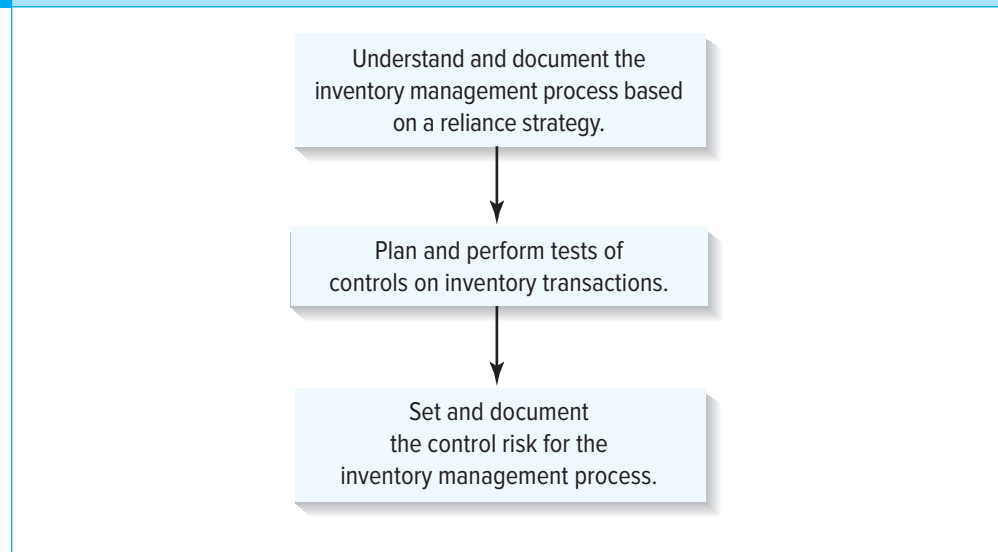 Understand and document the
inventory management process based
on a reliance strategy.
Plan and perform tests of
controls on inventory transactions.
Set and document
the control risk for the
inventory management process.